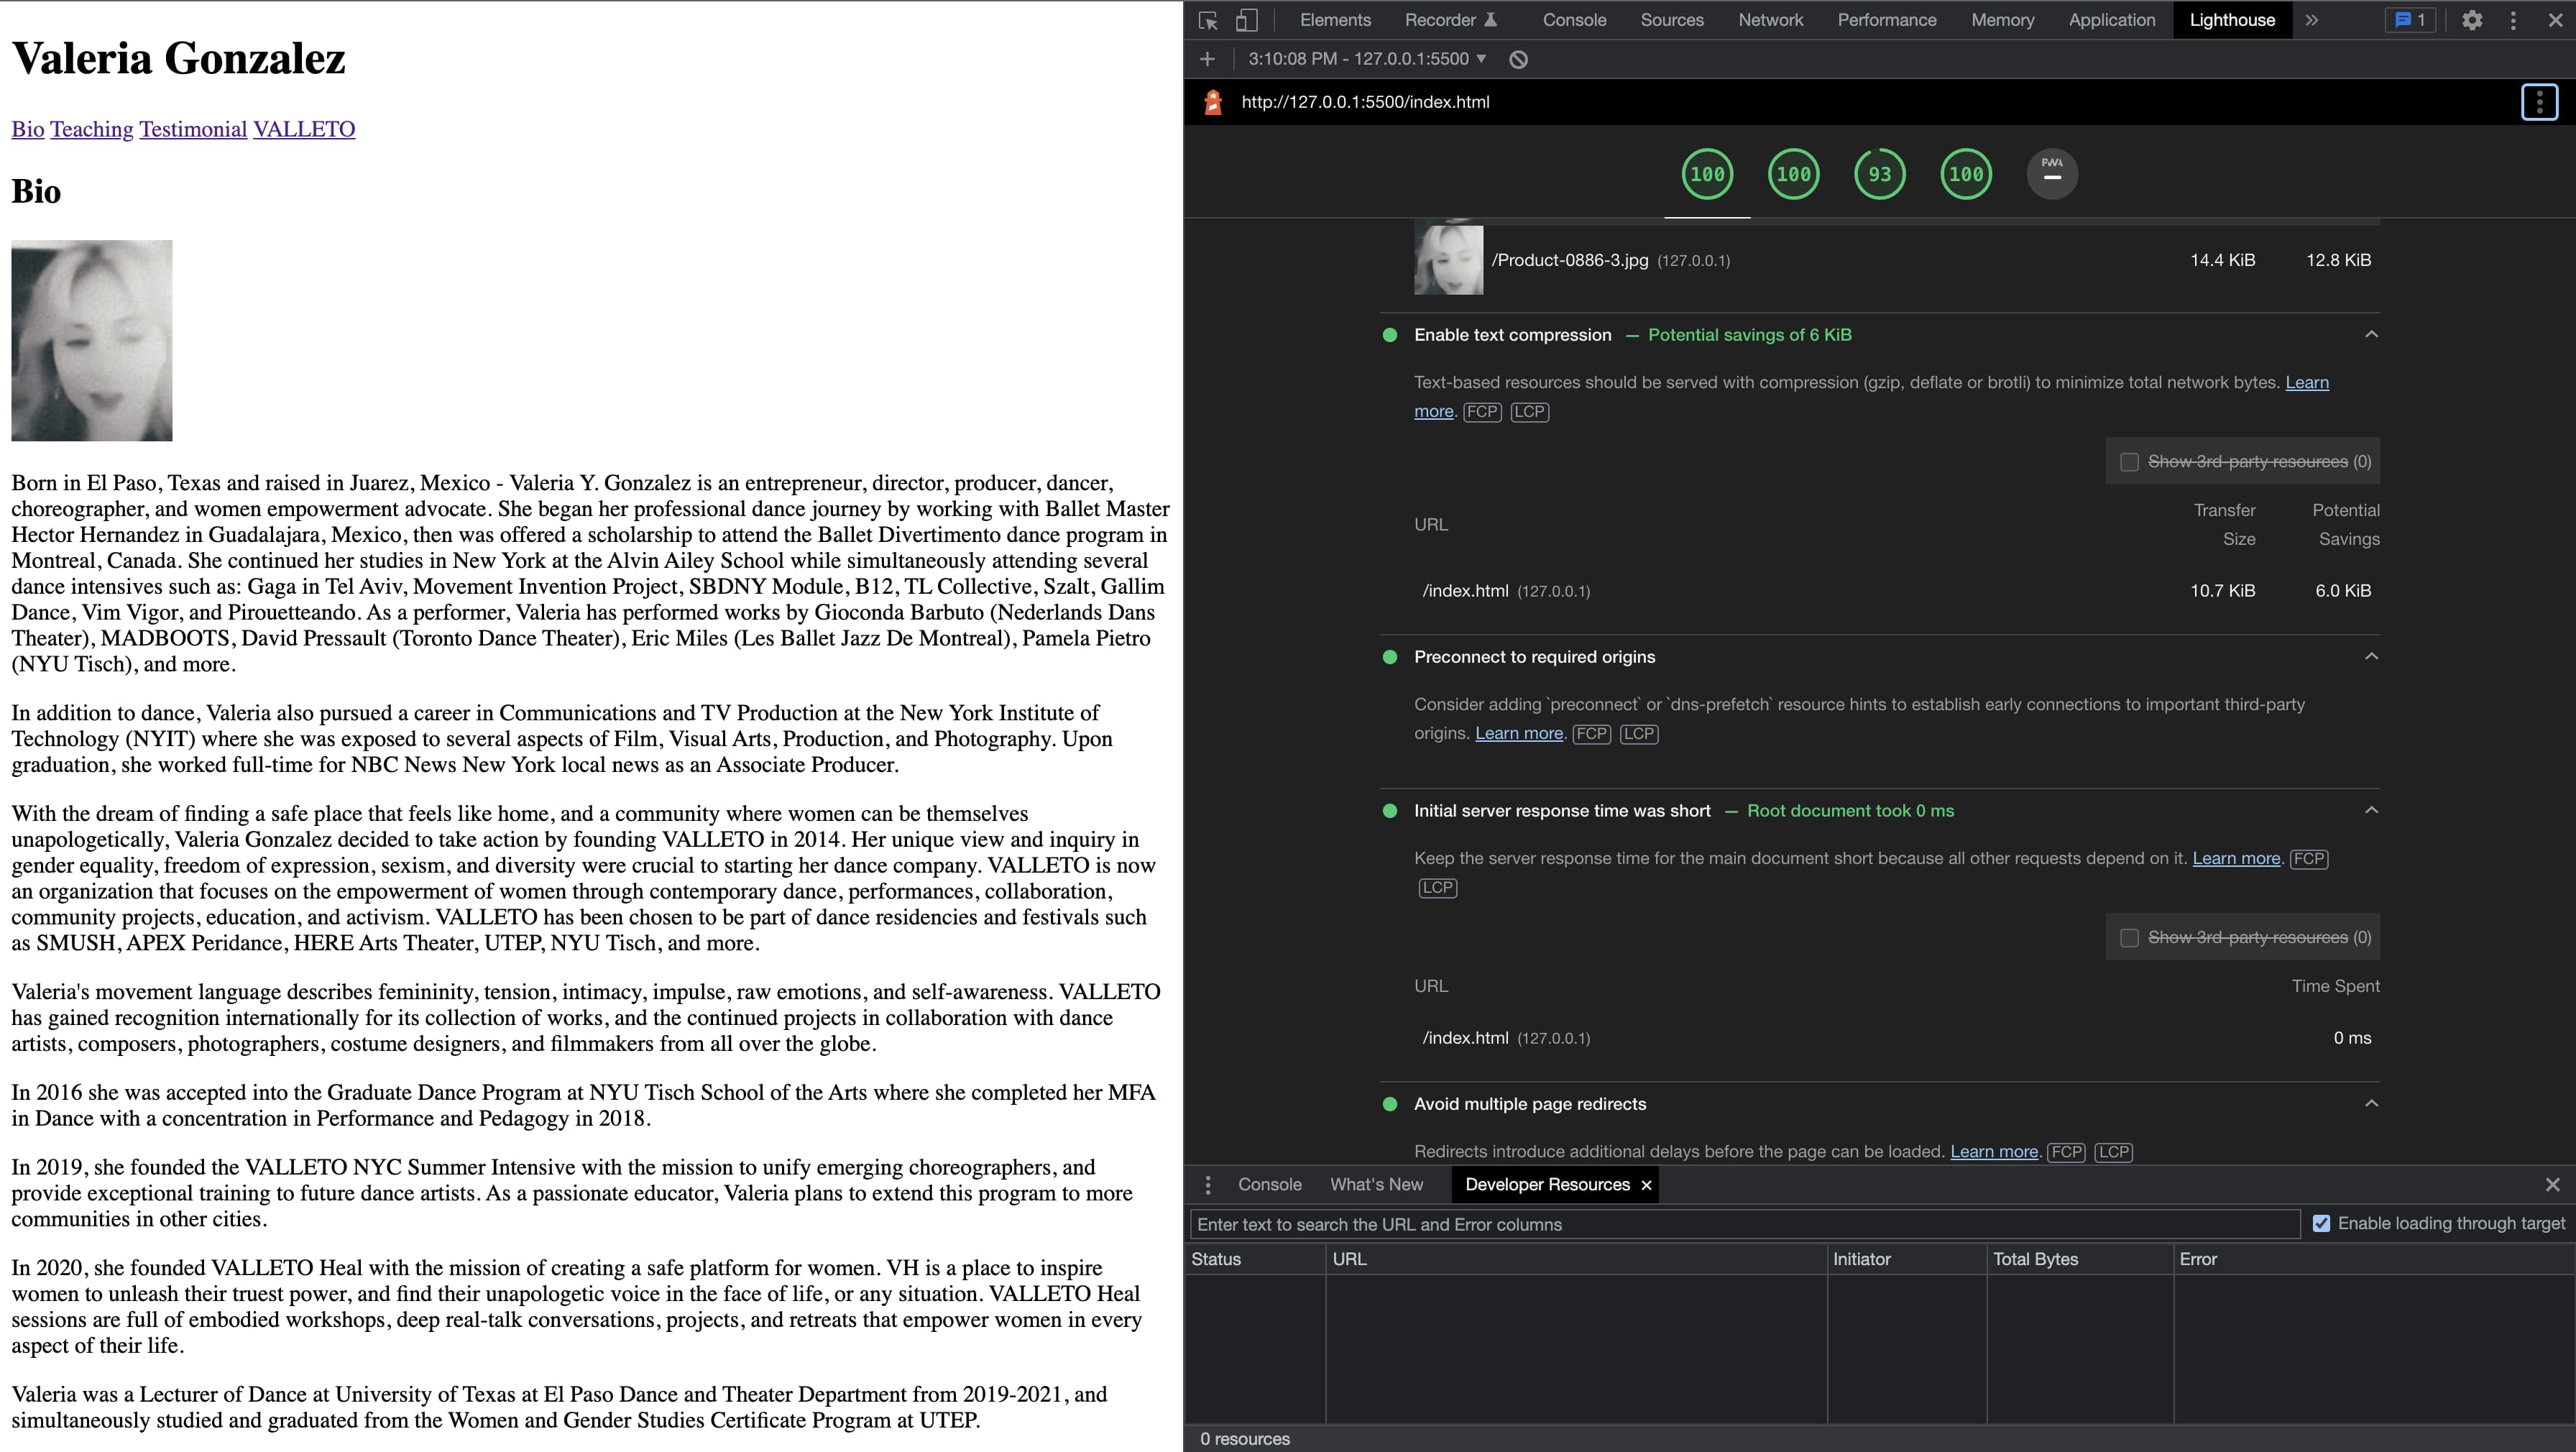 Valeria Gonzalez
Bio Teaching Testimonial VALLETO
Bio
Born in El Paso, Texas and raised in Juarez, Mexico - Valeria Y. Gonzalez is an entrepreneur, director, producer, dancer,
choreographer, and women empowerment advocate. She began her professional dance journey by working with Ballet Master
Hector Hernandez in Guadalajara, Mexico, then was offered a scholarship to attend the Ballet Divertimento dance program in
Montreal, Canada. She continued her studies in New York at the Alvin Ailey School while simultaneously attending several
dance intensives such as: Gaga in Tel Aviv, Movement Invention Project, SBDNY Module, B12, TL Collective, Szalt, Gallim
Dance, Vim Vigor, and Pirouetteando. As a performer, Valeria has performed works by Gioconda Barbuto (Nederlands Dans
Theater), MADBOOTS, David Pressault (Toronto Dance Theater), Eric Miles (Les Ballet Jazz De Montreal), Pamela Pietro
(NYU Tisch), and more.
In addition to dance, Valeria also pursued a career in Communications and TV Production at the New York Institute of
Technology (NYIT) where she was exposed to several aspects of Film, Visual Arts, Production, and Photography. Upon
graduation, she worked full-time for NBC News New York local news as an Associate Producer.
With the dream of finding a safe place that feels like home, and a community where women can be themselves
unapologetically, Valeria Gonzalez decided to take action by founding VALLETO in 2014. Her unique view and inquiry in
gender equality, freedom of expression, sexism, and diversity were crucial to starting her dance company. VALLETO is now
an organization that focuses on the empowerment of women through contemporary dance, performances, collaboration,
community projects, education, and activism. VALLETO has been chosen to be part of dance residencies and festivals such
as SMUSH, APEX Peridance, HERE Arts Theater, UTEP, NYU Tisch, and more.
Valeria's movement language describes femininity, tension, intimacy, impulse, raw emotions, and self-awareness. VALLETO
has gained recognition internationally for its collection of works, and the continued projects in collaboration with dance
artists, composers, photographers, costume designers, and filmmakers from all over the globe.
In 2016 she was accepted into the Graduate Dance Program at NYU Tisch School of the Arts where she completed her MFA
in Dance with a concentration in Performance and Pedagogy in 2018.
In 2019, she founded the VALLETO NYC Summer Intensive with the mission to unify emerging choreographers, and
provide exceptional training to future dance artists. As a passionate educator, Valeria plans to extend this program to more
communities in other cities.
In 2020, she founded VALLETO Heal with the mission of creating a safe platform for women. VH is a place to inspire
women to unleash their truest power, and find their unapologetic voice in the face of life, or any situation. VALLETO Heal
sessions are full of embodied workshops, deep real-talk conversations, projects, and retreats that empower women in every
aspect of their life.
Valeria was a Lecturer of Dance at University of Texas at El Paso Dance and Theater Department from 2019-2021, and
simultaneously studied and graduated from the Women and Gender Studies Certificate Program at UTEP.
Elements Recorder Console Sources Network Performance Memory Application Lighthouse 1
3:10:08 PM - 127.0.0.1:5500
http://127.0.0.1:5500/index.html
100 100 93 100 PWA
/Product-0886-3.jpg (127.0.0.1) 14.4 KiB 12.8 KiB
Enable text compression — Potential savings of 6 KiB
Text-based resources should be served with compression (gzip, deflate or brotli) to minimize total network bytes. Learn
more. FCP LCP
Show 3rd-party resources (0)
Transfer Potential
URL
Size Savings
/index.html (127.0.0.1) 10.7 KiB 6.0 KiB
Preconnect to required origins
Consider adding `preconnect` or `dns-prefetch` resource hints to establish early connections to important third-party
origins. Learn more. FCP LCP
Initial server response time was short — Root document took 0 ms
Keep the server response time for the main document short because all other requests depend on it. Learn more. FCP
LCP
Show 3rd-party resources (0)
URL Time Spent
/index.html (127.0.0.1) 0 ms
Avoid multiple page redirects
Redirects introduce additional delays before the page can be loaded. Learn more. FCP LCP
Console What's New Developer Resources
Enter text to search the URL and Error columns Enable loading through target
Status URL Initiator Total Bytes Error
0 resources